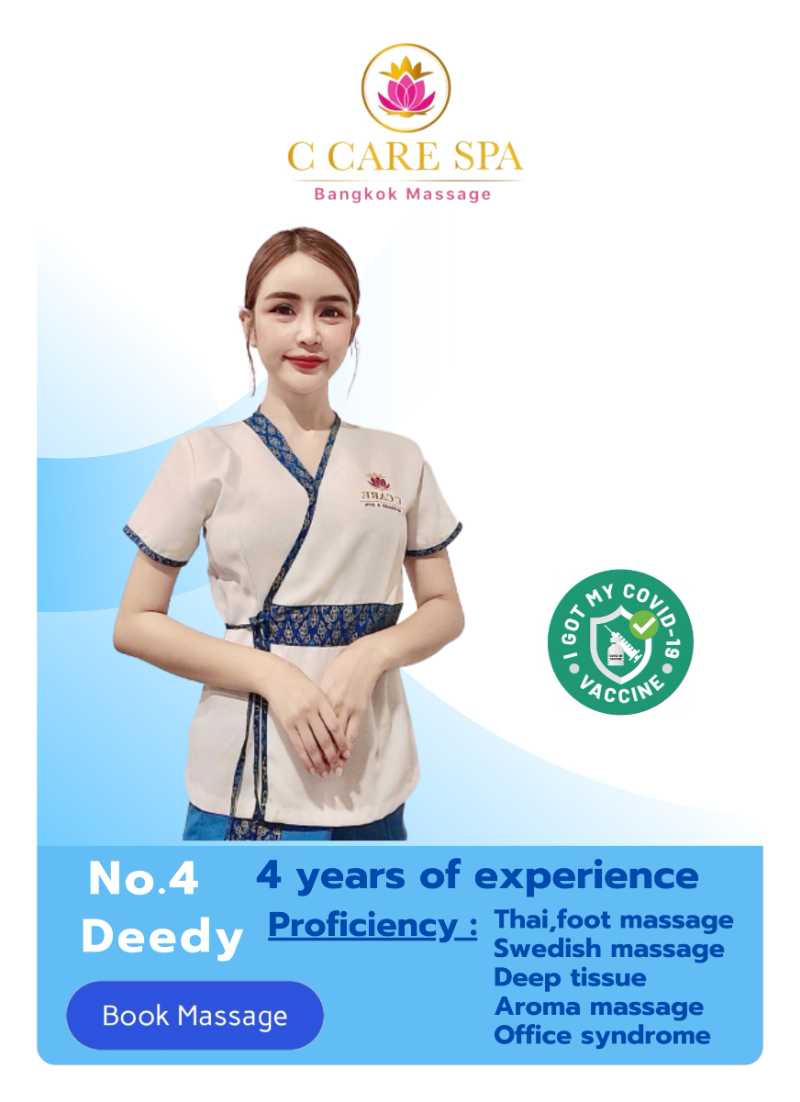 C CARE SPA
Bangkok Massage
C CARE
I GOT MY COVID-19
VACCINE
No.4
Deedy
4 years of experience
Proficiency :
Thai,foot massage
Swedish massage
Deep tissue
Aroma massage
Office syndrome
Book Massage